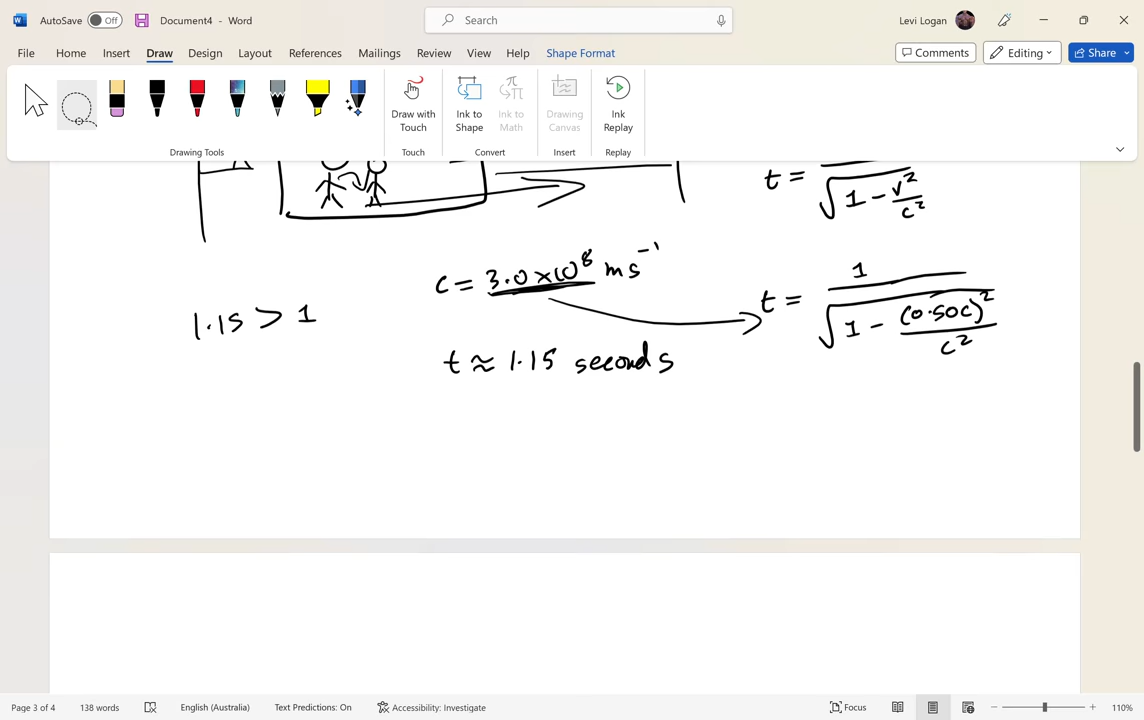 AutoSave Off Document4 - Word Search Levi Logan
File Home Insert Draw Design Layout References Mailings Review View Help Shape Format Comments Editing Share
Draw with Touch
Ink to Shape
Ink to Math
Drawing Canvas
Ink Replay
Drawing Tools Touch Convert Insert Replay
t = √1 - v²/c²
c = 3.0 × 10⁸ ms⁻¹
t = 1/√1 - (0.50c)²/c²
1.15 > 1
t ≈ 1.15 seconds
Page 3 of 4 138 words English (Australia) Text Predictions: On Accessibility: Investigate Focus 110%